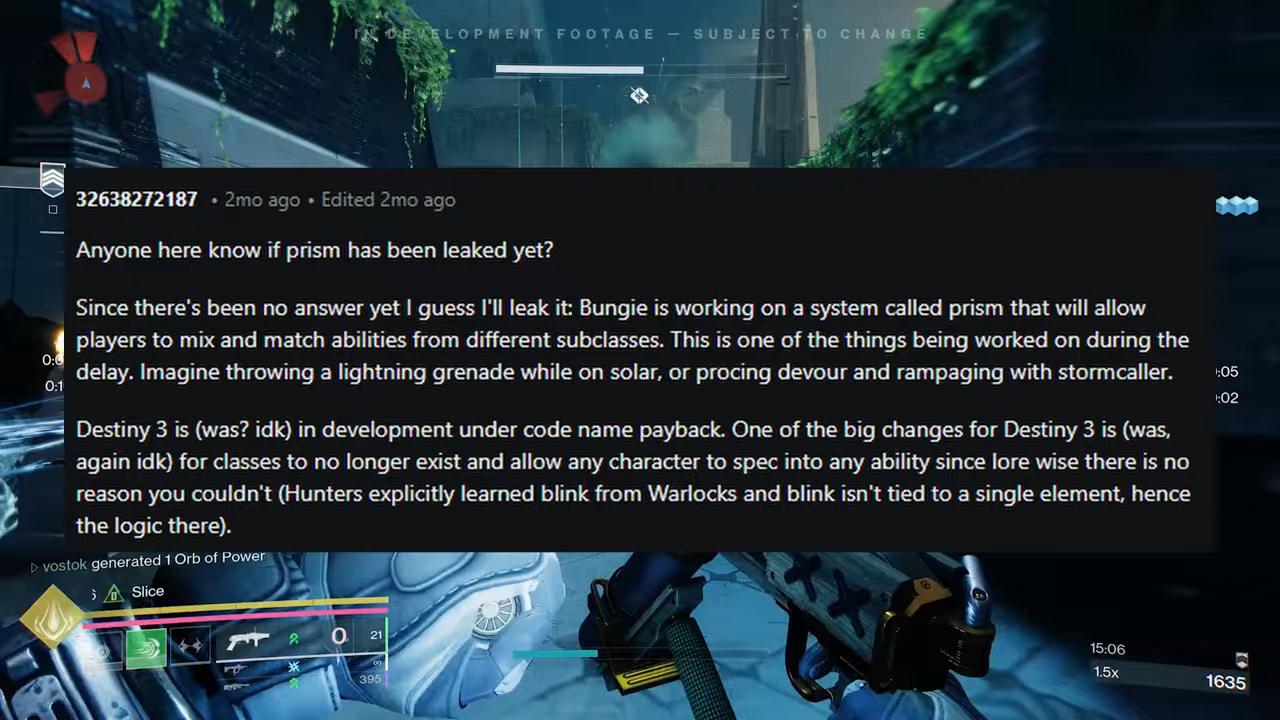 IN DEVELOPMENT FOOTAGE — SUBJECT TO CHANGE
32638272187 • 2mo ago • Edited 2mo ago
Anyone here know if prism has been leaked yet?
Since there's been no answer yet I guess I'll leak it: Bungie is working on a system called prism that will allow
players to mix and match abilities from different subclasses. This is one of the things being worked on during the
delay. Imagine throwing a lightning grenade while on solar, or procing devour and rampaging with stormcaller.
Destiny 3 is (was? idk) in development under code name payback. One of the big changes for Destiny 3 is (was,
again idk) for classes to no longer exist and allow any character to spec into any ability since lore wise there is no
reason you couldn't (Hunters explicitly learned blink from Warlocks and blink isn't tied to a single element, hence
the logic there).
:05
:02
vostok generated 1 Orb of Power
Slice
21
∞
395
15:06
1.5x
1635